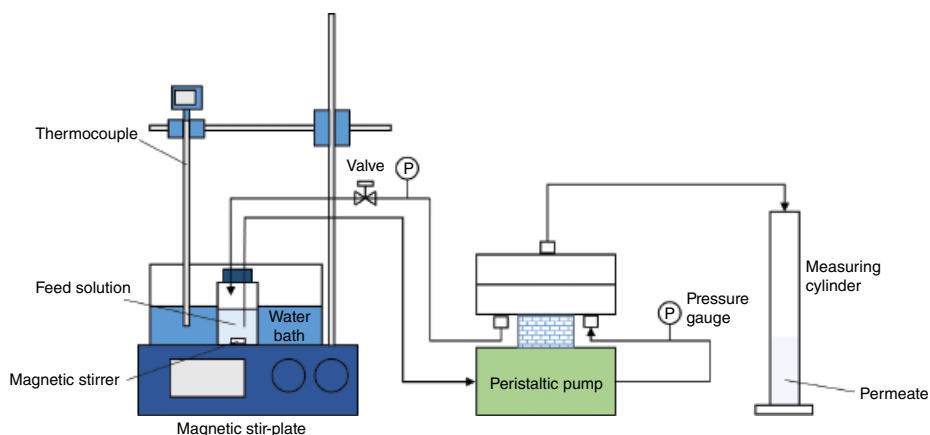 Thermocouple
Valve
P
Feed solution
Water
bath
Magnetic stirrer
Magnetic stir-plate
Peristaltic pump
P
Pressure
gauge
Measuring
cylinder
Permeate